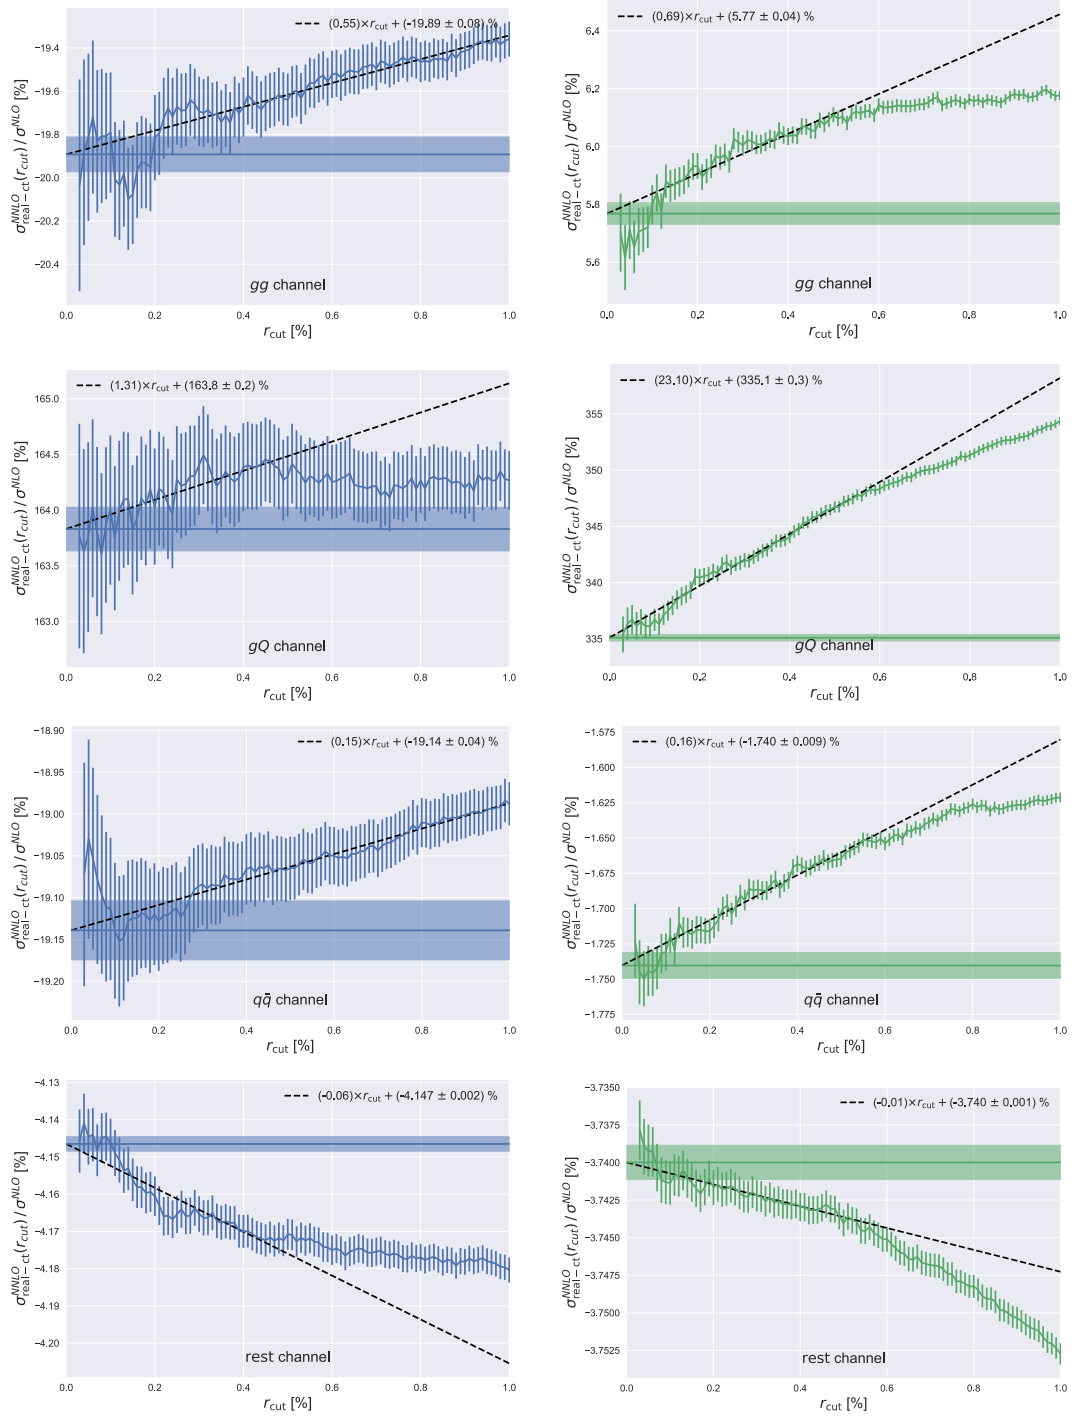 (0.55)×r_cut + (-19.89 ± 0.08) %
σ^NNLO_real−ct(r_cut) / σ^NLO [%]
−19.4
−19.6
−19.8
−20.0
−20.2
−20.4
gg channel
0.0 0.2 0.4 0.6 0.8 1.0
r_cut [%]
(0.69)×r_cut + (5.77 ± 0.04) %
σ^NNLO_real−ct(r_cut) / σ^NLO [%]
6.4
6.2
6.0
5.8
5.6
gg channel
0.0 0.2 0.4 0.6 0.8 1.0
r_cut [%]
(1.31)×r_cut + (163.8 ± 0.2) %
σ^NNLO_real−ct(r_cut) / σ^NLO [%]
165.0
164.5
164.0
163.5
163.0
gQ channel
0.0 0.2 0.4 0.6 0.8 1.0
r_cut [%]
(23.10)×r_cut + (335.1 ± 0.3) %
σ^NNLO_real−ct(r_cut) / σ^NLO [%]
355
350
345
340
335
gQ channel
0.0 0.2 0.4 0.6 0.8 1.0
r_cut [%]
(0.15)×r_cut + (-19.14 ± 0.04) %
σ^NNLO_real−ct(r_cut) / σ^NLO [%]
−18.90
−18.95
−19.00
−19.05
−19.10
−19.15
−19.20
qq̄ channel
0.0 0.2 0.4 0.6 0.8 1.0
r_cut [%]
(0.16)×r_cut + (-1.740 ± 0.009) %
σ^NNLO_real−ct(r_cut) / σ^NLO [%]
−1.575
−1.600
−1.625
−1.650
−1.675
−1.700
−1.725
−1.750
−1.775
qq̄ channel
0.0 0.2 0.4 0.6 0.8 1.0
r_cut [%]
(-0.06)×r_cut + (-4.147 ± 0.002) %
σ^NNLO_real−ct(r_cut) / σ^NLO [%]
−4.13
−4.14
−4.15
−4.16
−4.17
−4.18
−4.19
−4.20
rest channel
0.0 0.2 0.4 0.6 0.8 1.0
r_cut [%]
(-0.01)×r_cut + (-3.740 ± 0.001) %
σ^NNLO_real−ct(r_cut) / σ^NLO [%]
−3.7350
−3.7375
−3.7400
−3.7425
−3.7450
−3.7475
−3.7500
−3.7525
rest channel
0.0 0.2 0.4 0.6 0.8 1.0
r_cut [%]